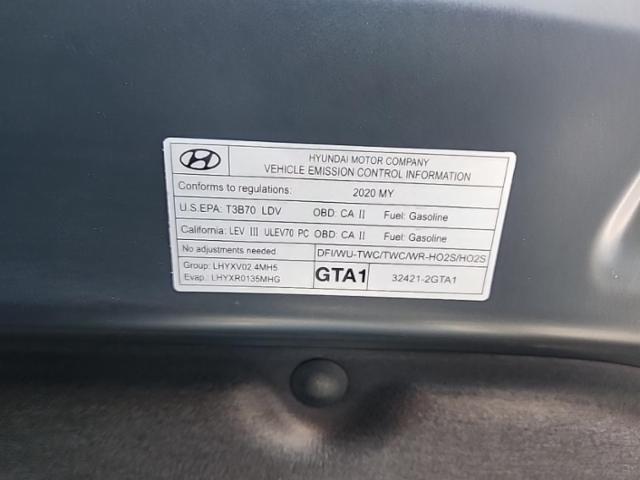 HYUNDAI MOTOR COMPANY
VEHICLE EMISSION CONTROL INFORMATION
Conforms to regulations: 2020 MY
U.S.EPA: T3B70 LDV OBD: CA II Fuel: Gasoline
California: LEV III ULEV70 PC OBD: CA II Fuel: Gasoline
No adjustments needed DFI/WU-TWC/TWC/WR-HO2S/HO2S
Group: LHYXV02.4MH5
Evap.: LHYXR0135MHG
GTA1 32421-2GTA1